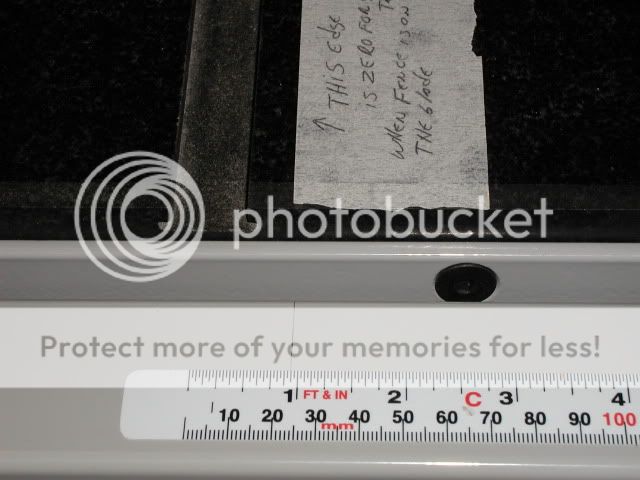 ↑ THIS Edge
IS ZERO FOR
WHEN FENCE IS ON
THE blade
photobucket
Protect more of your memories for less!
1 FT & IN 2 C 3 4
10 20 30 40 50 60 70 80 90 100
mm